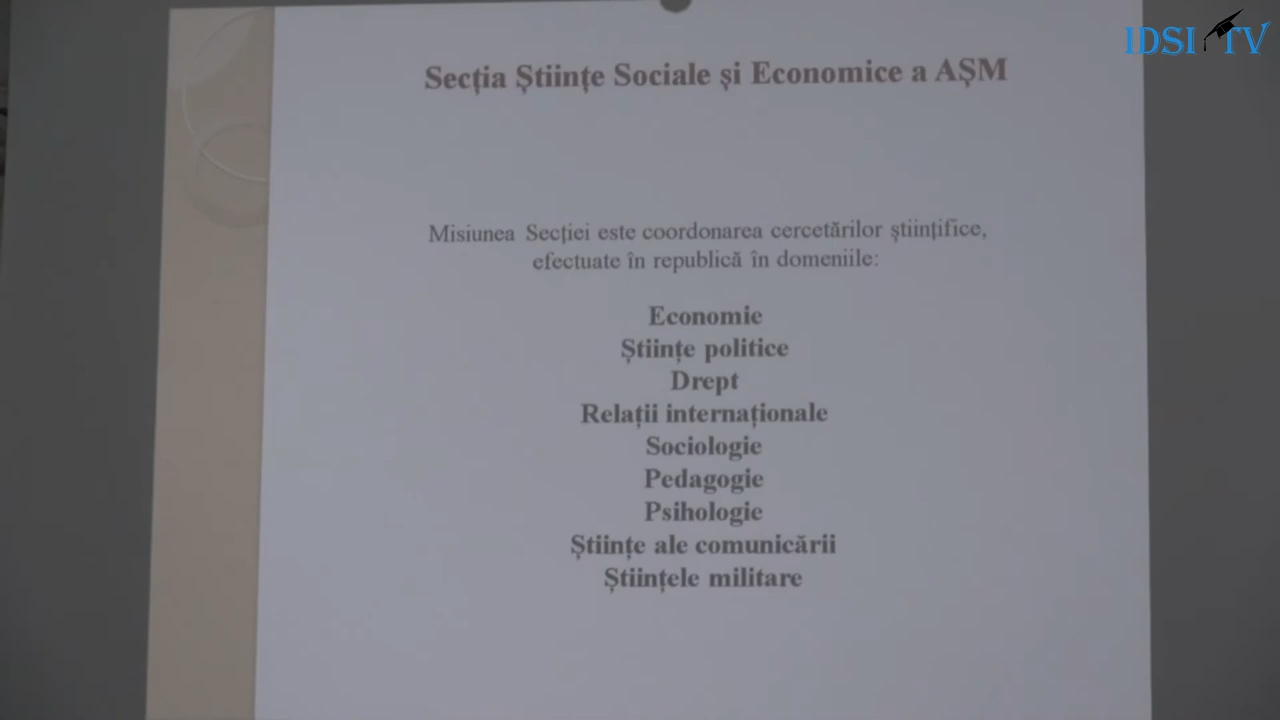 IDSI TV
Secția Științe Sociale și Economice a AȘM
Misiunea Secției este coordonarea cercetărilor științifice,
efectuate în republică în domeniile:
Economie
Științe politice
Drept
Relații internaționale
Sociologie
Pedagogie
Psihologie
Științe ale comunicării
Științele militare